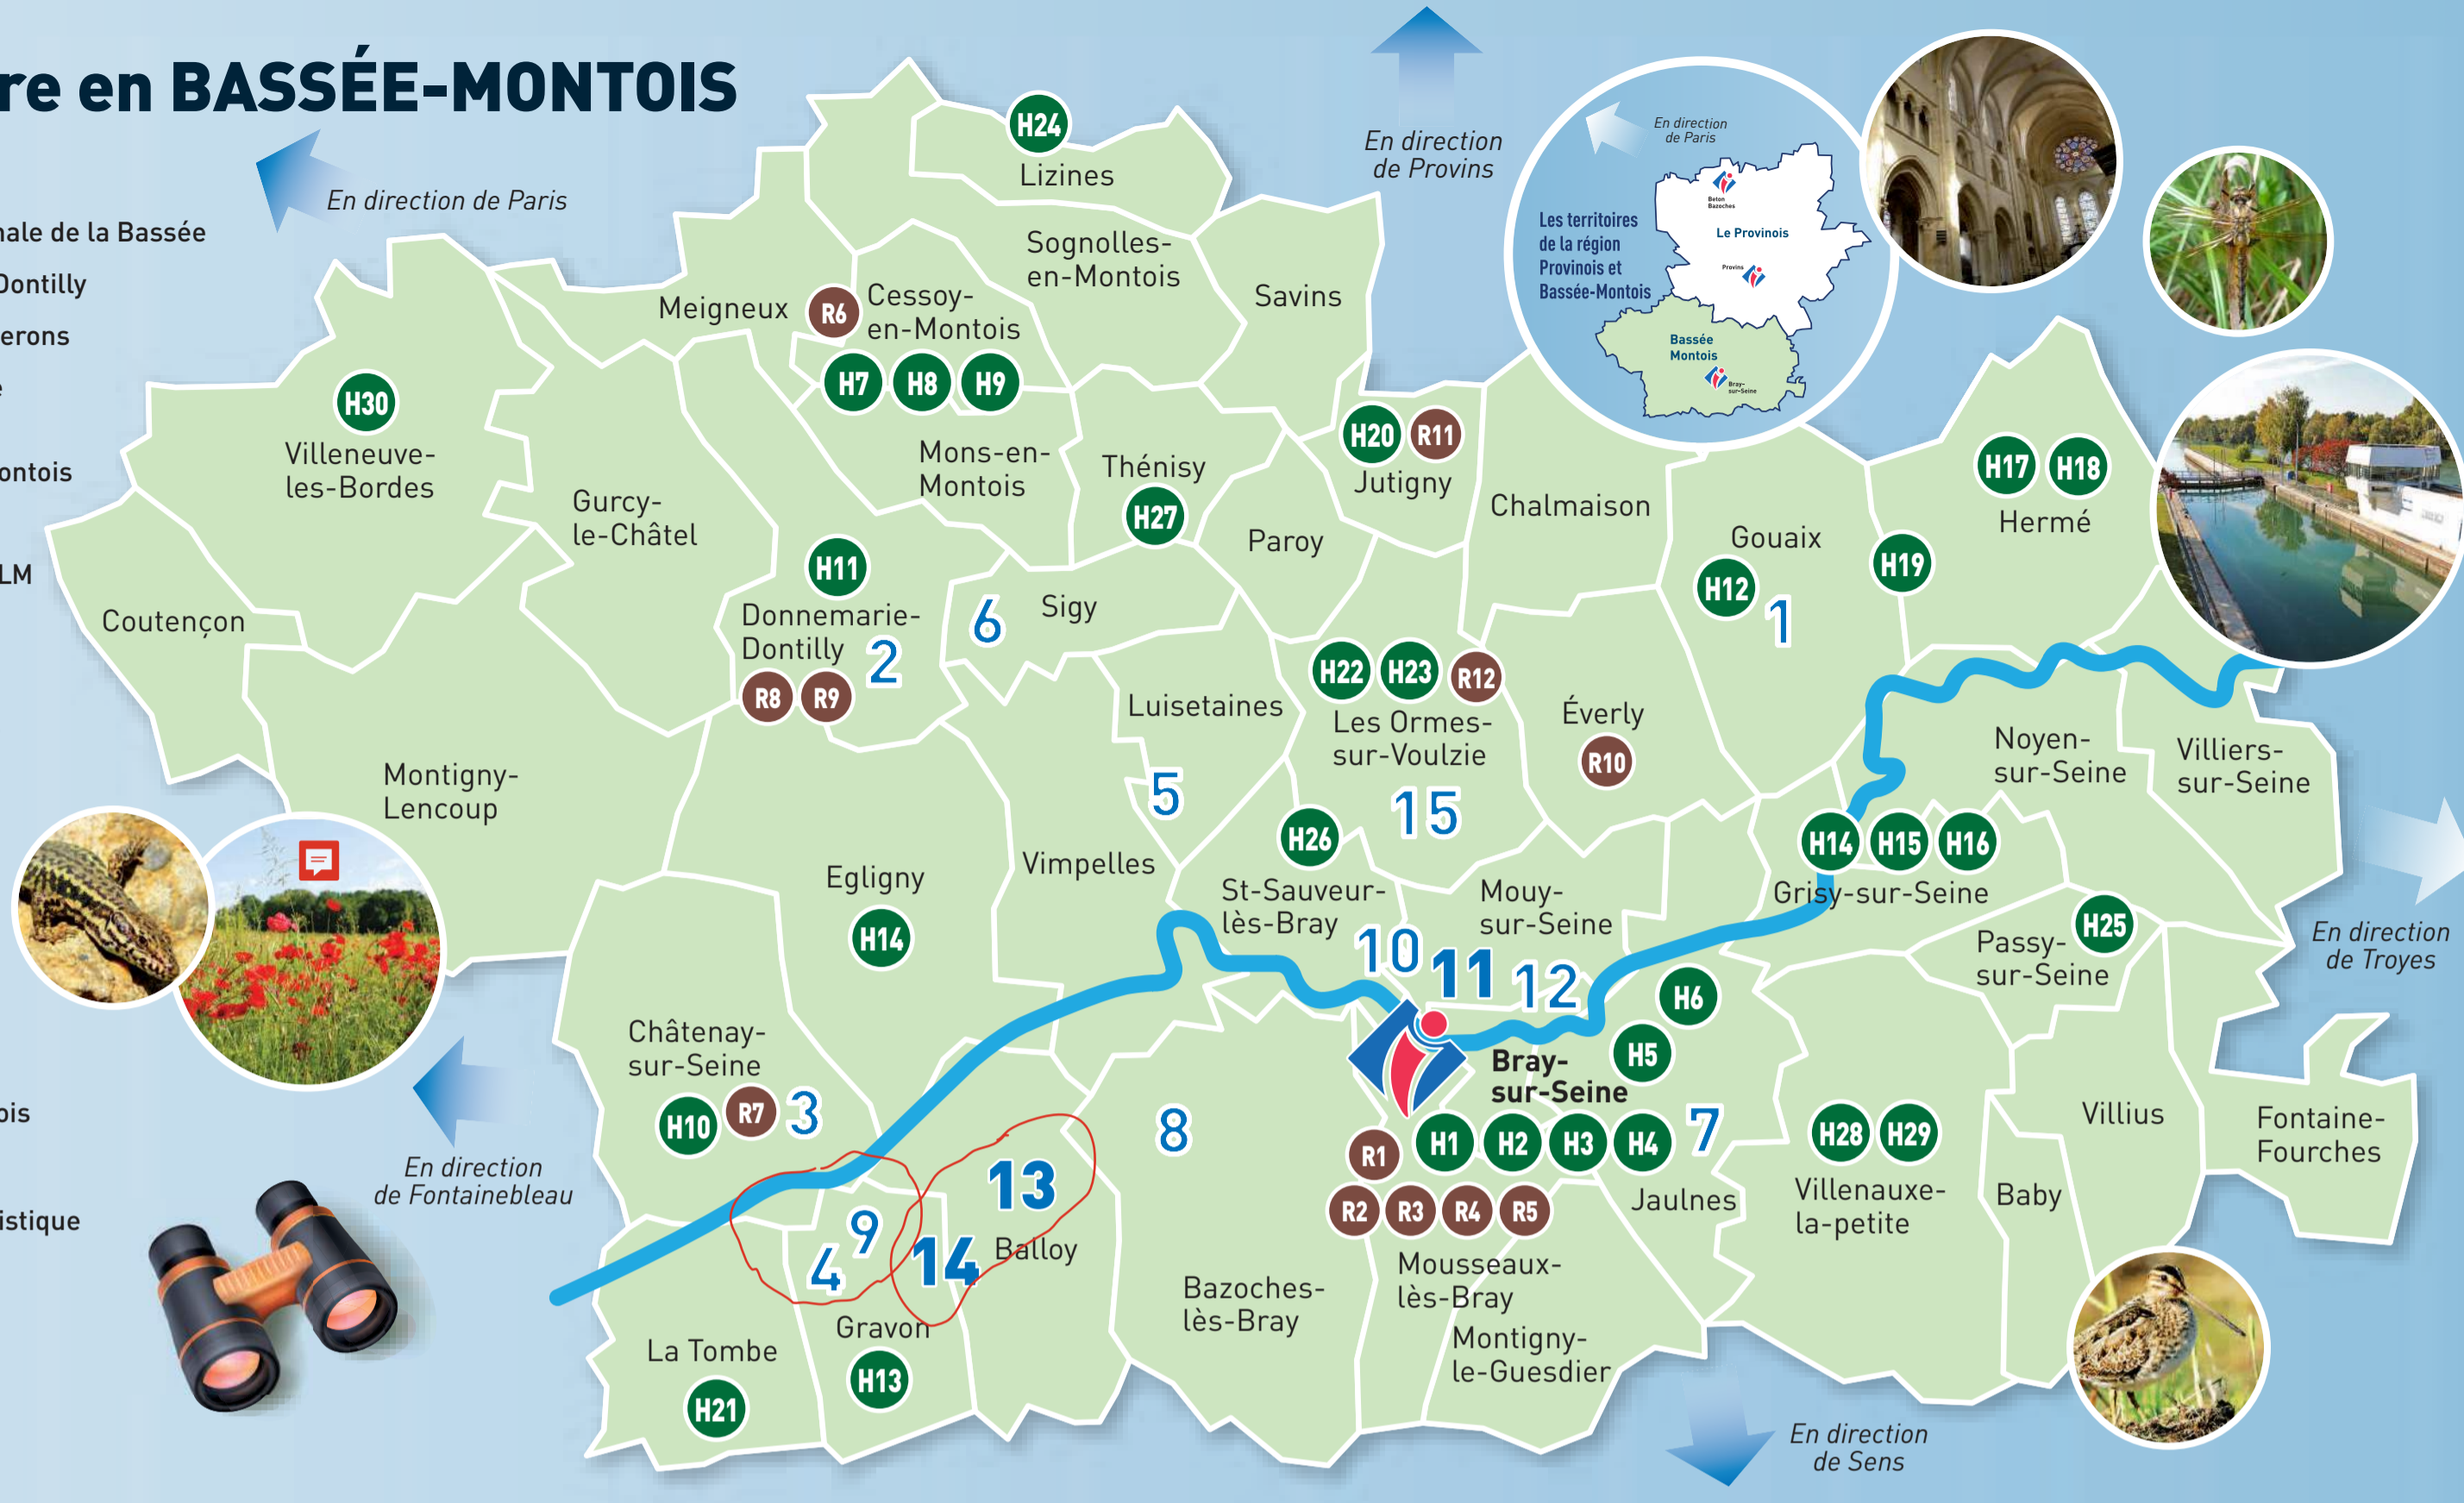 re en BASSÉE-MONTOIS
En direction de Paris
nale de la Bassée
Dontilly
erons
e
ontois
LM
ois
istique
En direction
de Provins
En direction
de Paris
Les territoires
de la région
Provinois et
Bassée-Montois
Beton
Bazoches
Le Provinois
Provins
Bassée
Montois
Bray-
sur-Seine
H24
Lizines
Sognolles-
en-Montois
Savins
Meigneux
R6
Cessoy-
en-Montois
H7 H8 H9
H30
Villeneuve-
les-Bordes
Gurcy-
le-Châtel
Mons-en-
Montois
Thénisy
H27
H20 R11
Jutigny
Paroy
Chalmaison
Gouaix
H12
1
H19
H17 H18
Hermé
Coutençon
H11
Donnemarie-
Dontilly
2
R8 R9
6
Sigy
Luisetaines
5
H22 H23 R12
Les Ormes-
sur-Voulzie
15
Éverly
R10
Noyen-
sur-Seine
Villiers-
sur-Seine
Montigny-
Lencoup
Egligny
H14
Vimpelles
H26
St-Sauveur-
lès-Bray
Mouy-
sur-Seine
10 11 12
H14 H15 H16
Grisy-sur-Seine
H25
Passy-
sur-Seine
En direction
de Troyes
Châtenay-
sur-Seine
H10 R7 3
H6
H5
Bray-
sur-Seine
H1 H2 H3 H4 7
R1
R2 R3 R4 R5
8
Jaulnes
H28 H29
Villenauxe-
la-petite
Baby
Villius
Fontaine-
Fourches
En direction
de Fontainebleau
13
9
4
14
Balloy
Gravon
H13
La Tombe
H21
Bazoches-
lès-Bray
Mousseaux-
lès-Bray
Montigny-
le-Guesdier
En direction
de Sens